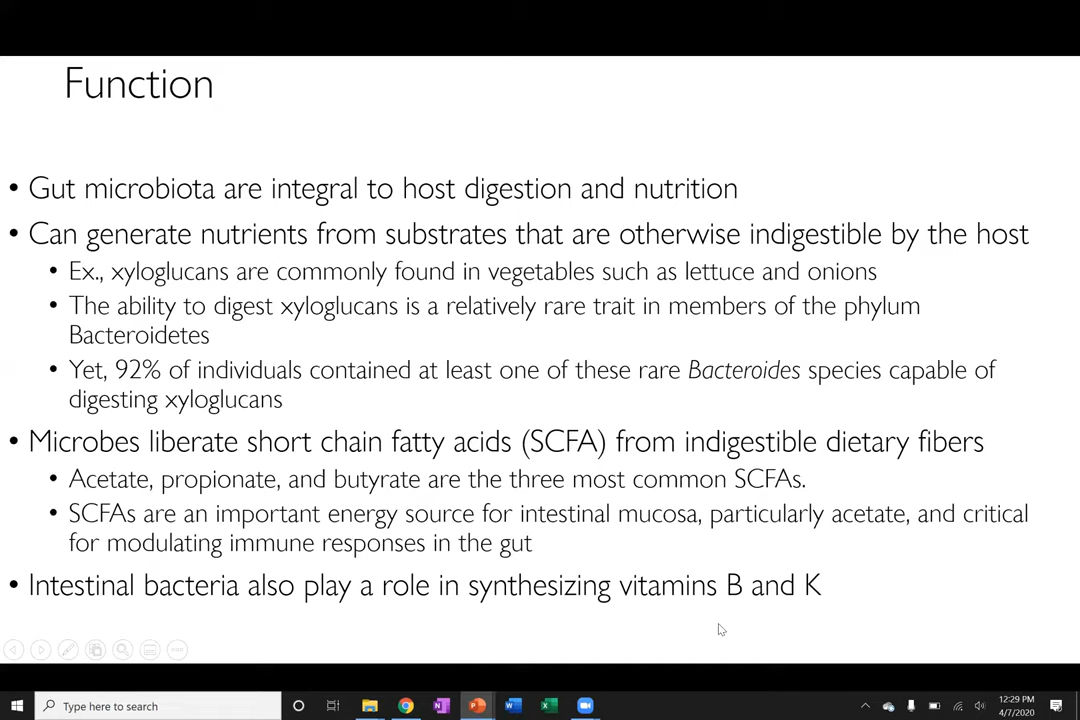 Function
• Gut microbiota are integral to host digestion and nutrition
• Can generate nutrients from substrates that are otherwise indigestible by the host
• Ex., xyloglucans are commonly found in vegetables such as lettuce and onions
• The ability to digest xyloglucans is a relatively rare trait in members of the phylum
Bacteroidetes
• Yet, 92% of individuals contained at least one of these rare Bacteroides species capable of
digesting xyloglucans
• Microbes liberate short chain fatty acids (SCFA) from indigestible dietary fibers
• Acetate, propionate, and butyrate are the three most common SCFAs.
• SCFAs are an important energy source for intestinal mucosa, particularly acetate, and critical
for modulating immune responses in the gut
• Intestinal bacteria also play a role in synthesizing vitamins B and K
Type here to search
12:29 PM
4/7/2020